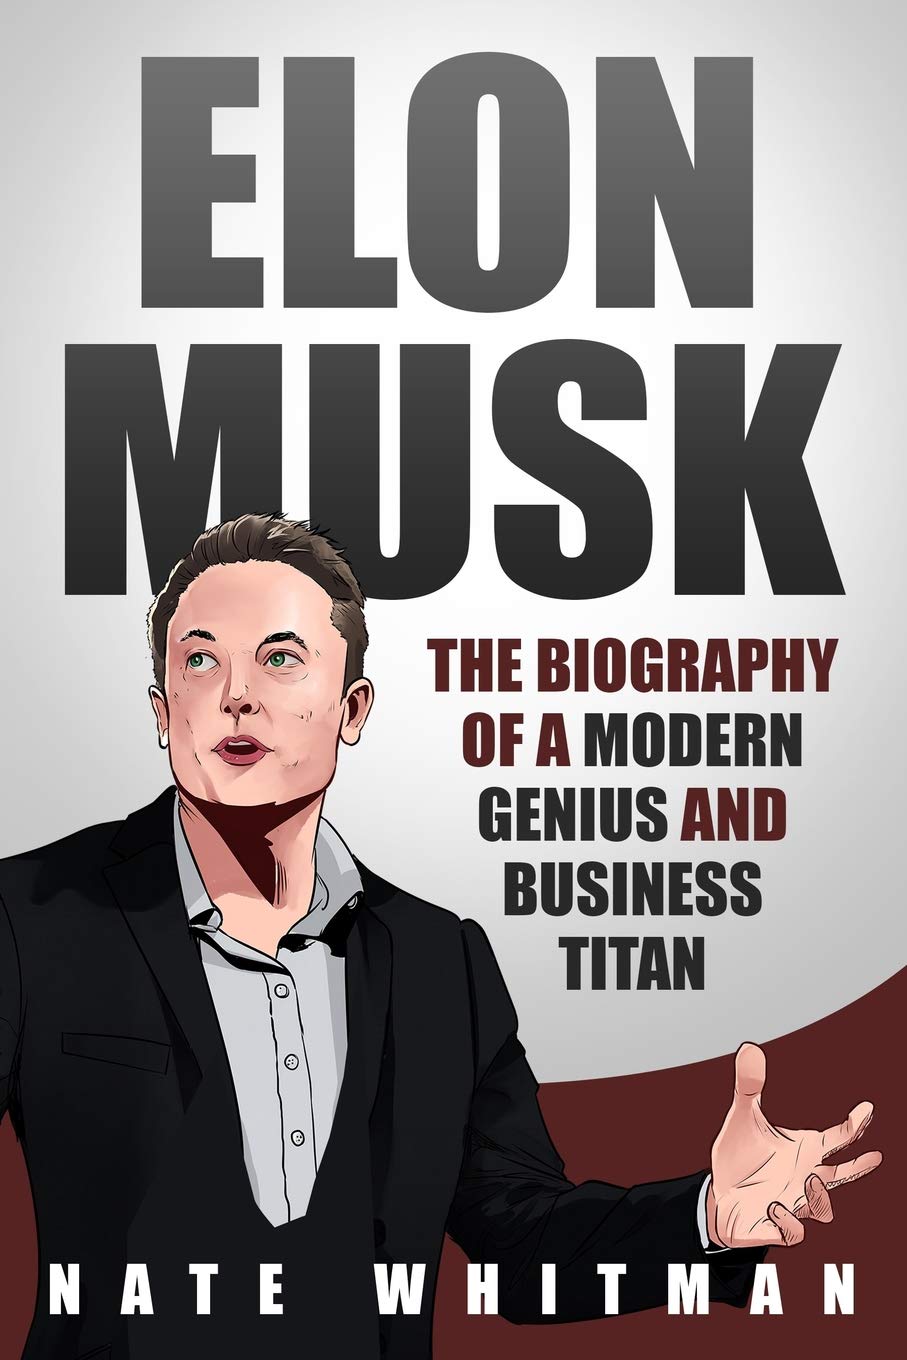 ELON
MUSK
THE BIOGRAPHY
OF A MODERN
GENIUS AND
BUSINESS
TITAN
NATE WHITMAN